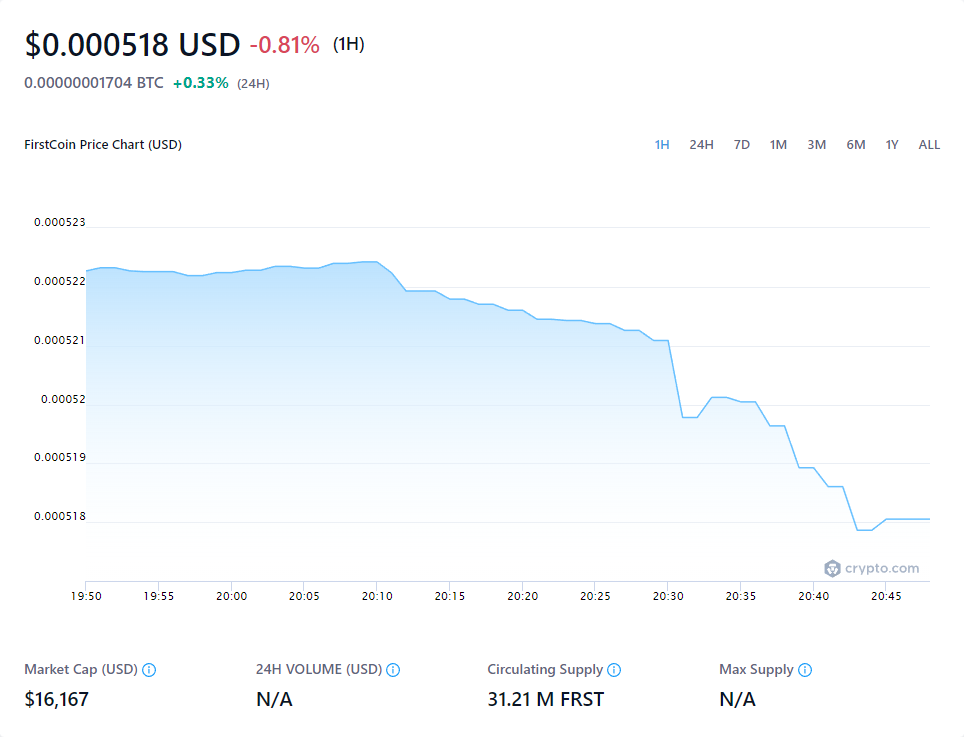 $0.000518 USD -0.81% (1H)
0.00000001704 BTC +0.33% (24H)
FirstCoin Price Chart (USD) 1H 24H 7D 1M 3M 6M 1Y ALL
0.000523
0.000522
0.000521
0.00052
0.000519
0.000518
crypto.com
19:50 19:55 20:00 20:05 20:10 20:15 20:20 20:25 20:30 20:35 20:40 20:45
Market Cap (USD) 24H VOLUME (USD) Circulating Supply Max Supply
$16,167 N/A 31.21 M FRST N/A